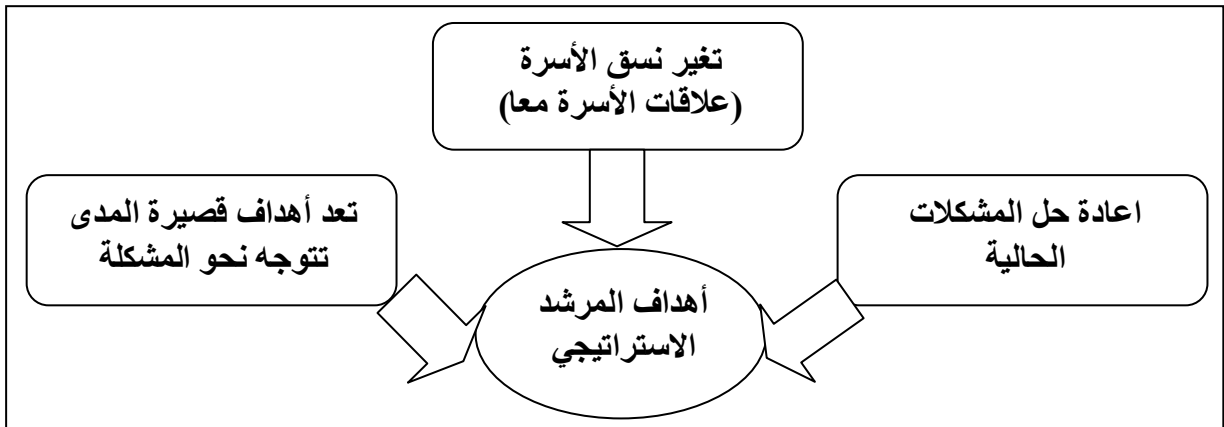 تغير نسق الأسرة
(علاقات الأسرة معا)
اعادة حل المشكلات
الحالية
تعد أهداف قصيرة المدى
تتوجه نحو المشكلة
أهداف المرشد
الاستراتيجي